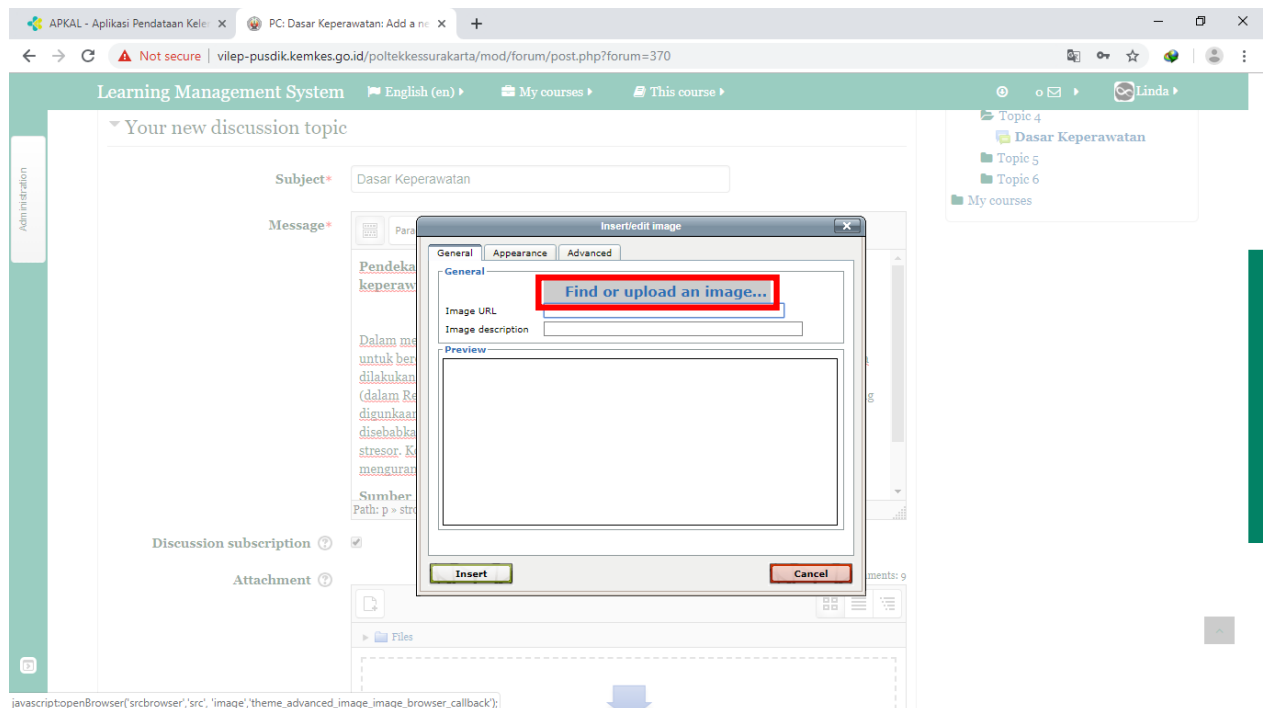 APKAL - Aplikasi Pendataan Kele
PC: Dasar Keperawatan: Add a ne
Not secure | vilep-pusdik.kemkes.go.id/poltekkessurakarta/mod/forum/post.php?forum=370
Learning Management System English (en) My courses This course 0 Linda
Administration
Your new discussion topic
Subject*
Dasar Keperawatan
Message*
Para
Pendeka
keperaw
Dalam me
untuk ber
dilakukan
(dalam Re
digunkaan
disebabka
stresor. Ke
menguran
Sumber
Path: p » stro
Insert/edit image
General Appearance Advanced
General
Find or upload an image...
Image URL
Image description
Preview
Insert
Cancel
Discussion subscription
Attachment
ments: 9
Files
Topic 4
Dasar Keperawatan
Topic 5
Topic 6
My courses
javascript:openBrowser('srcbrowser','src', 'image','theme_advanced_image_image_browser_callback');